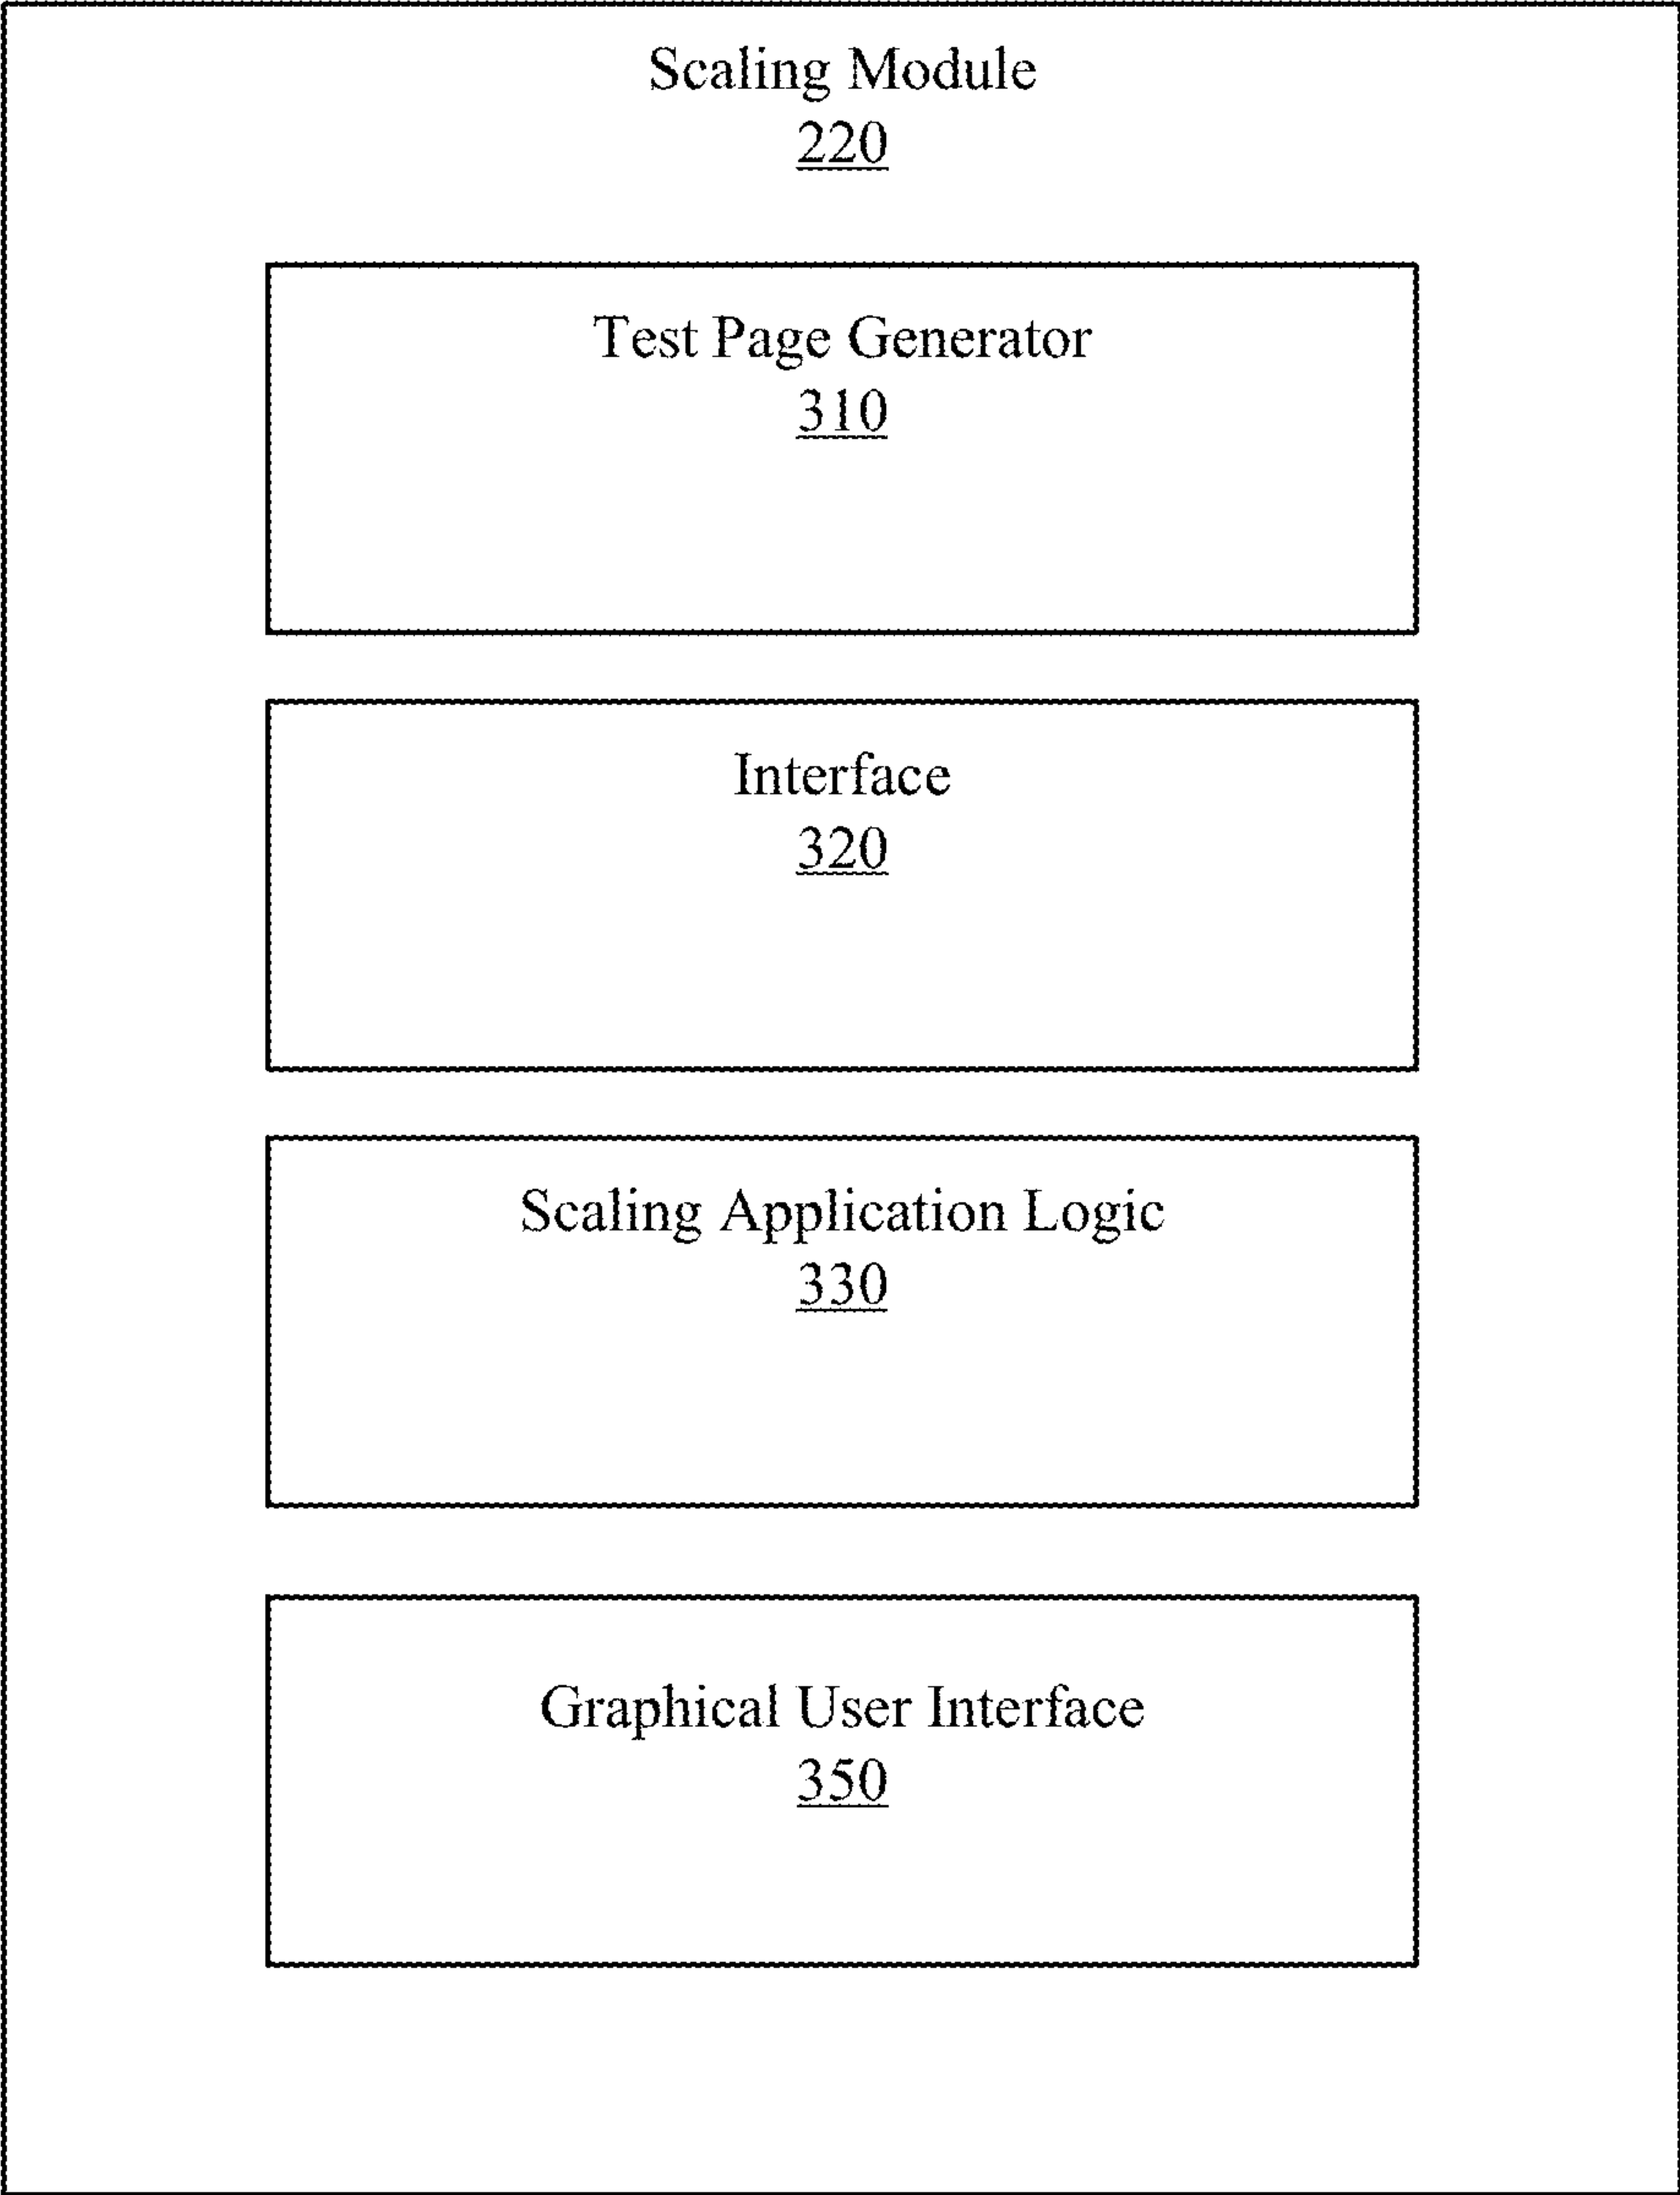 Scaling Module
220
Test Page Generator
310
Interface
320
Scaling Application Logic
330
Graphical User Interface
350